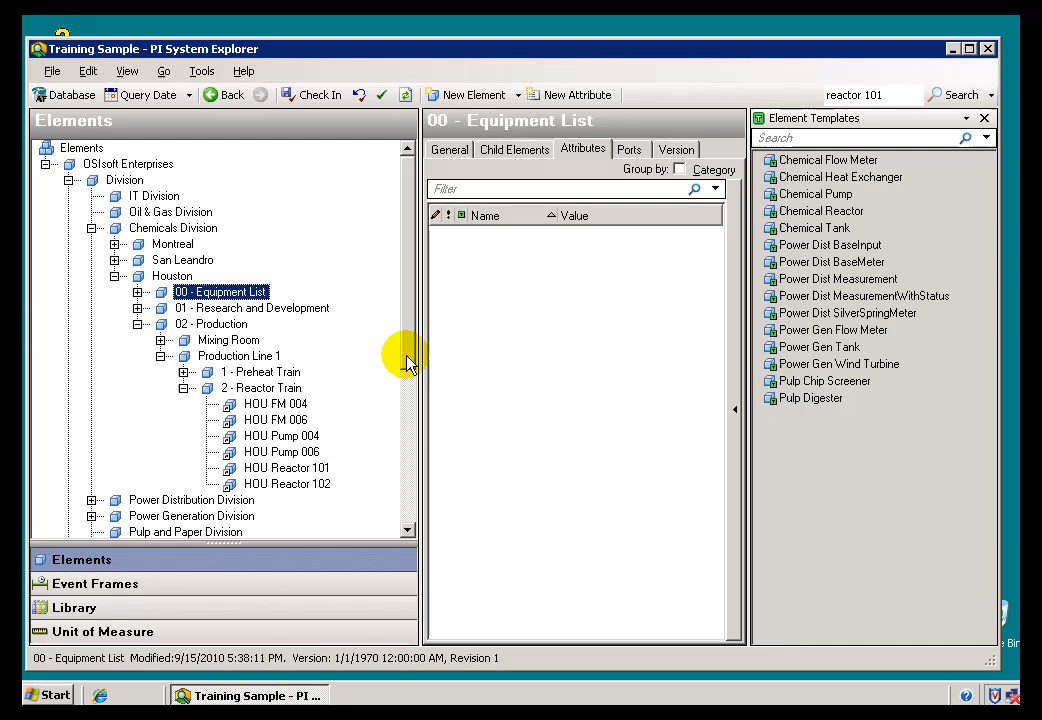 Training Sample - PI System Explorer
File Edit View Go Tools Help
Database Query Date Back Check In New Element New Attribute reactor 101 Search
Elements
Elements
OSIsoft Enterprises
Division
IT Division
Oil & Gas Division
Chemicals Division
Montreal
San Leandro
Houston
00 - Equipment List
01 - Research and Development
02 - Production
Mixing Room
Production Line 1
1 - Preheat Train
2 - Reactor Train
HOU FM 004
HOU FM 006
HOU Pump 004
HOU Pump 006
HOU Reactor 101
HOU Reactor 102
Power Distribution Division
Power Generation Division
Pulp and Paper Division
Elements
Event Frames
Library
Unit of Measure
00 - Equipment List
General Child Elements Attributes Ports Version
Group by: Category
Filter
Name Value
Element Templates
Search
Chemical Flow Meter
Chemical Heat Exchanger
Chemical Pump
Chemical Reactor
Chemical Tank
Power Dist BaseInput
Power Dist BaseMeter
Power Dist Measurement
Power Dist MeasurementWithStatus
Power Dist SilverSpringMeter
Power Gen Flow Meter
Power Gen Tank
Power Gen Wind Turbine
Pulp Chip Screener
Pulp Digester
00 - Equipment List Modified:9/15/2010 5:38:11 PM. Version: 1/1/1970 12:00:00 AM, Revision 1
e Bin
Start Training Sample - PI ...